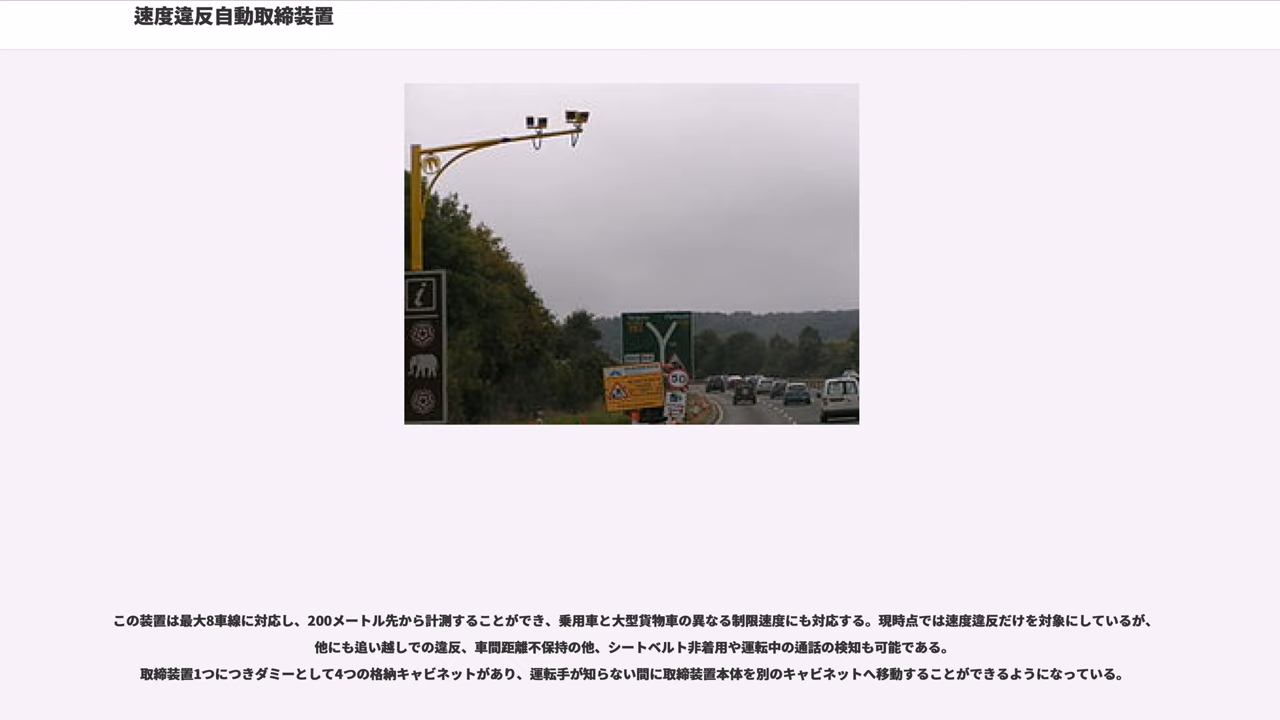 速度違反自動取締装置
i
Y
50
この装置は最大8車線に対応し、200メートル先から計測することができ、乗用車と大型貨物車の異なる制限速度にも対応する。現時点では速度違反だけを対象にしているが、
他にも追い越しでの違反、車間距離不保持の他、シートベルト非着用や運転中の通話の検知も可能である。
取締装置1つにつきダミーとして4つの格納キャビネットがあり、運転手が知らない間に取締装置本体を別のキャビネットへ移動することができるようになっている。